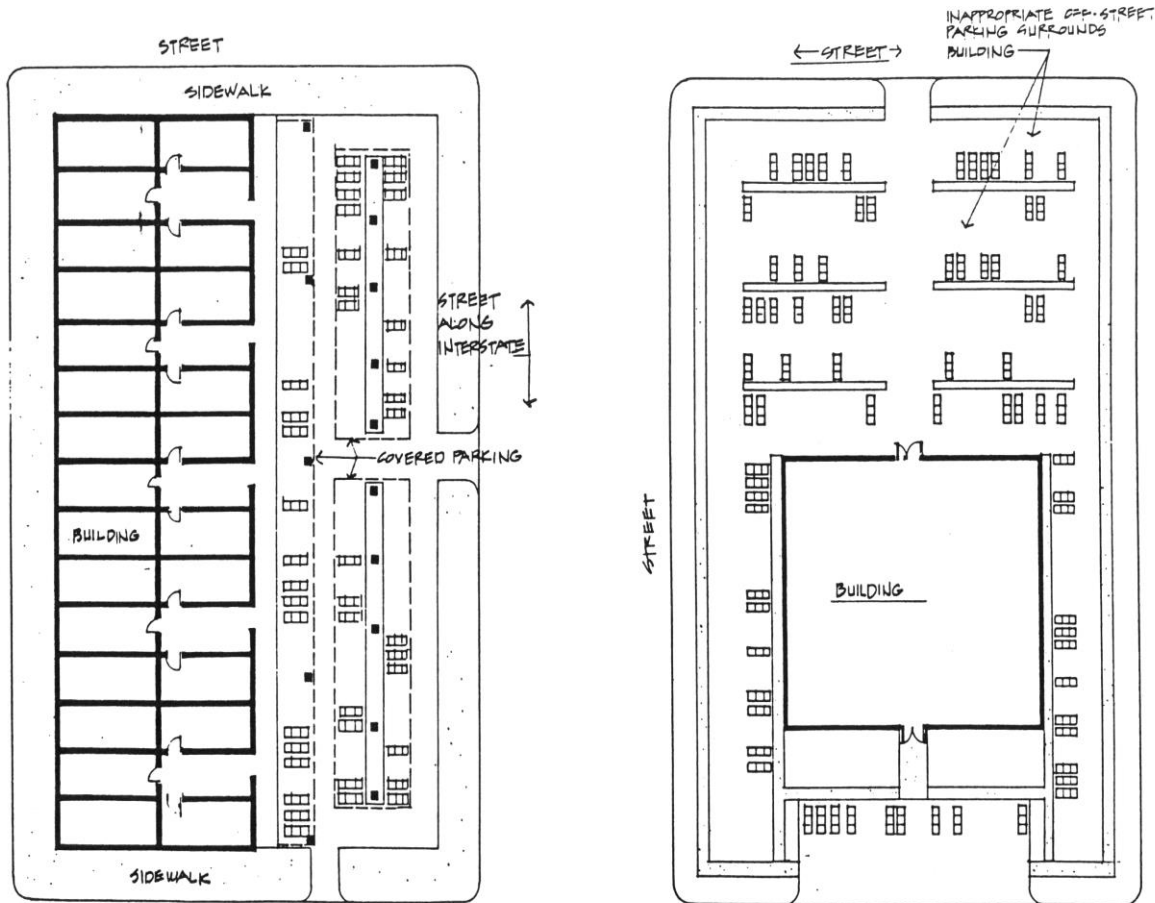 STREET
SIDEWALK
STREET
ALONG
INTERSTATE
COVERED PARKING
BUILDING
SIDEWALK
INAPPROPRIATE OFF-STREET
PARKING SURROUNDS
BUILDING
STREET
STREET
BUILDING